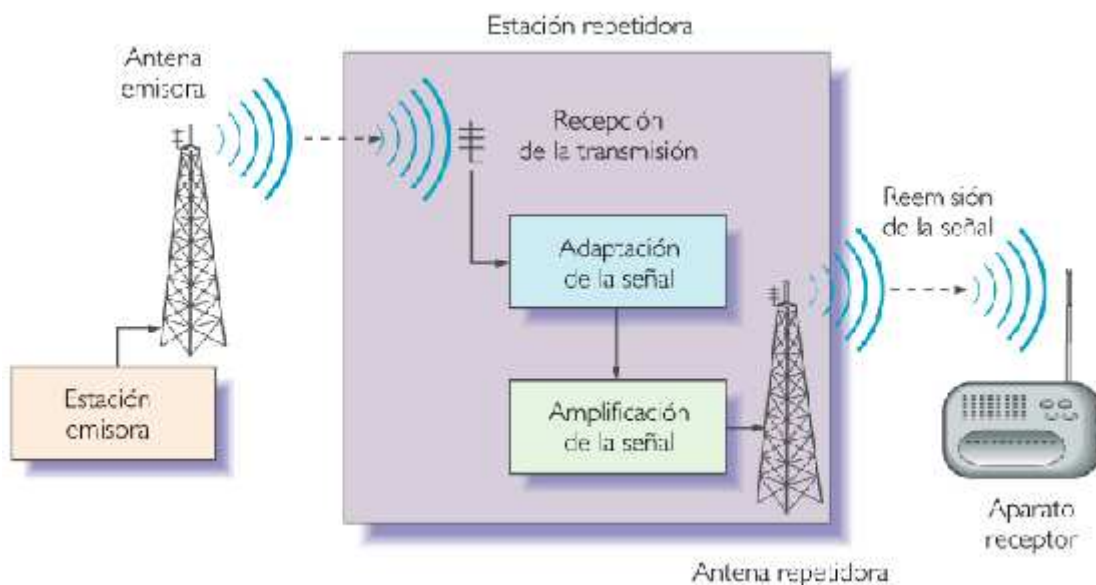 Estación repetidora
Antena
emisora
Recepción
de la transmisión
Reemisión
de la señal
Adaptación
de la señal
Estación
emisora
Amplificación
de la señal
Aparato
receptor
Antena repetidora